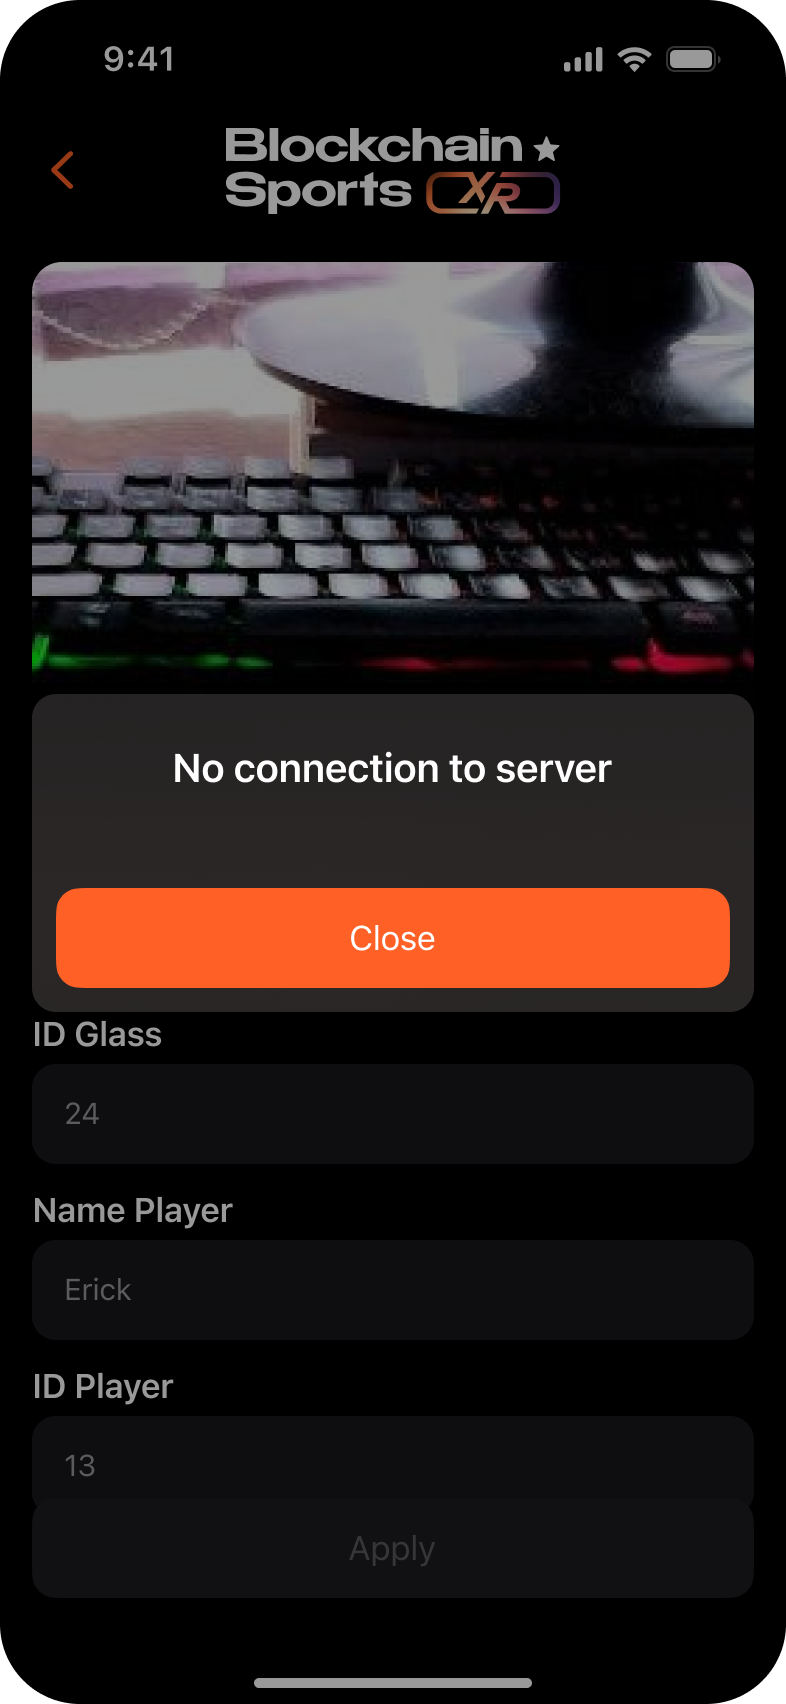 9:41
Blockchain
Sports XR
No connection to server
Close
ID Glass
24
Name Player
Erick
ID Player
13
Apply